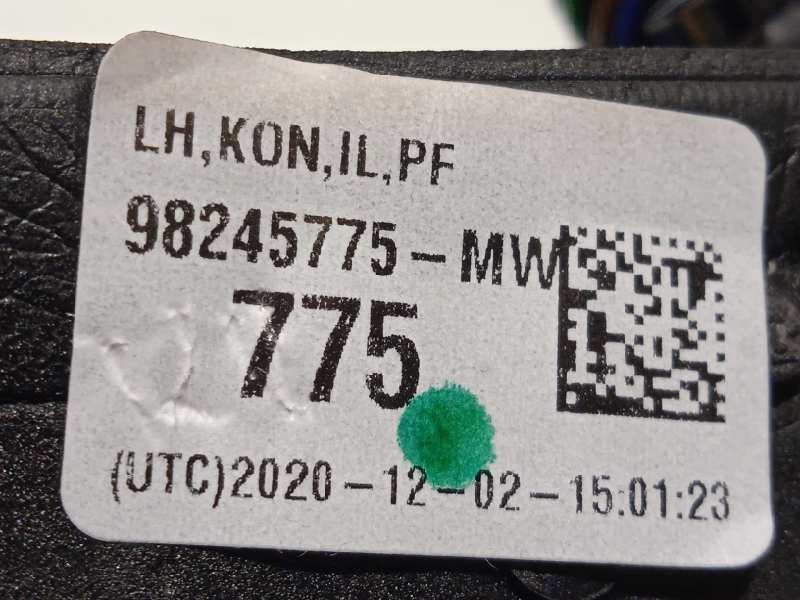 LH,KON,IL,PF
98245775-MW
775
(UTC)2020-12-02-15:01:23